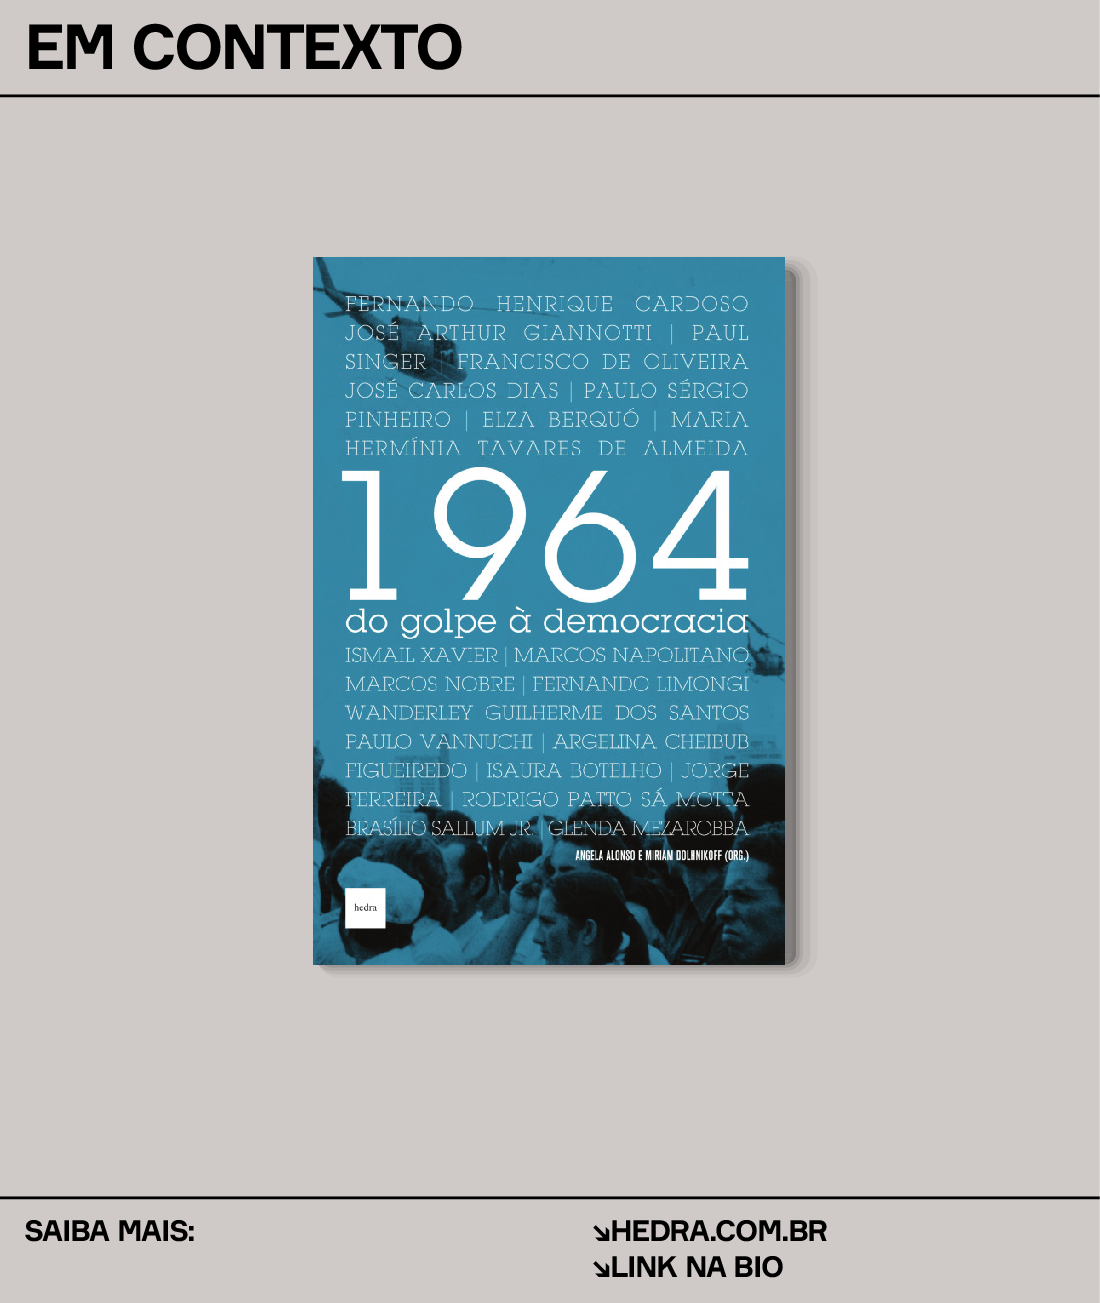 EM CONTEXTO
FERNANDO HENRIQUE CARDOSO
JOSÉ ARTHUR GIANNOTTI | PAUL
SINGER | FRANCISCO DE OLIVEIRA
JOSÉ CARLOS DIAS | PAULO SÉRGIO
PINHEIRO | ELZA BERQUÓ | MARIA
HERMÍNIA TAVARES DE ALMEIDA
1964
do golpe à democracia
ISMAIL XAVIER | MARCOS NAPOLITANO
MARCOS NOBRE | FERNANDO LIMONGI
WANDERLEY GUILHERME DOS SANTOS
PAULO VANNUCHI | ARGELINA CHEIBUB
FIGUEIREDO | ISAURA BOTELHO | JORGE
FERREIRA | RODRIGO PATTO SÁ MOTTA
BRASÍLIO SALLUM JR. | GLENDA MEZAROBBA
ANGELA ALONSO E MIRIAM DOLHNIKOFF (ORG.)
hedra
SAIBA MAIS:
↘HEDRA.COM.BR
↘LINK NA BIO